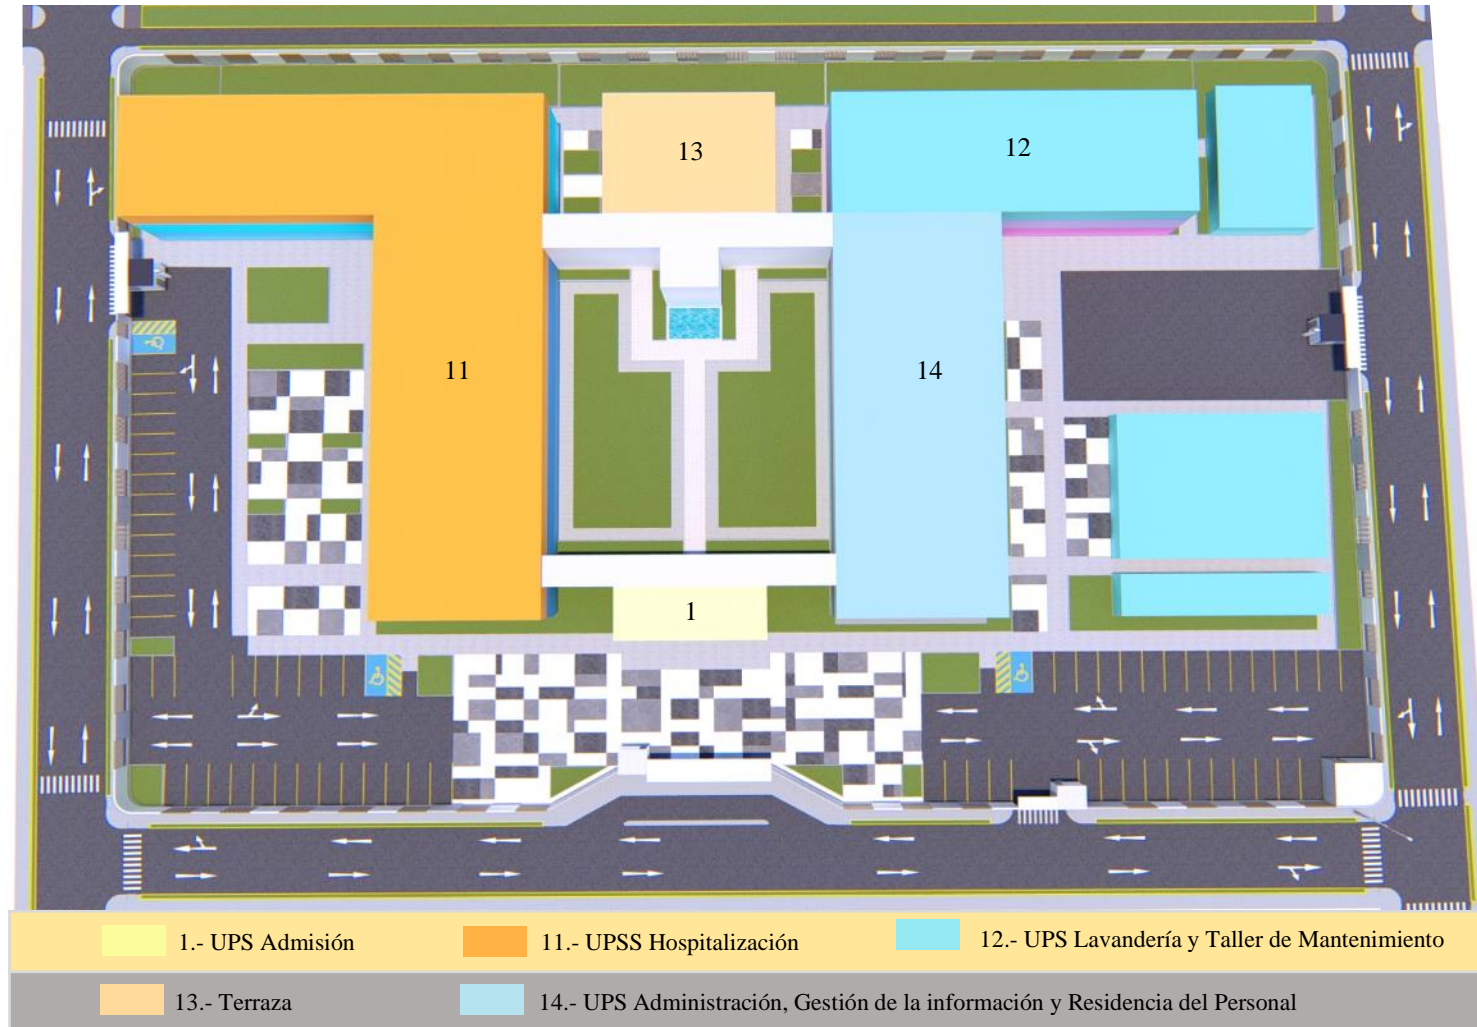 13
12
11
14
1
1.- UPS Admisión
11.- UPSS Hospitalización
12.- UPS Lavandería y Taller de Mantenimiento
13.- Terraza
14.- UPS Administración, Gestión de la información y Residencia del Personal